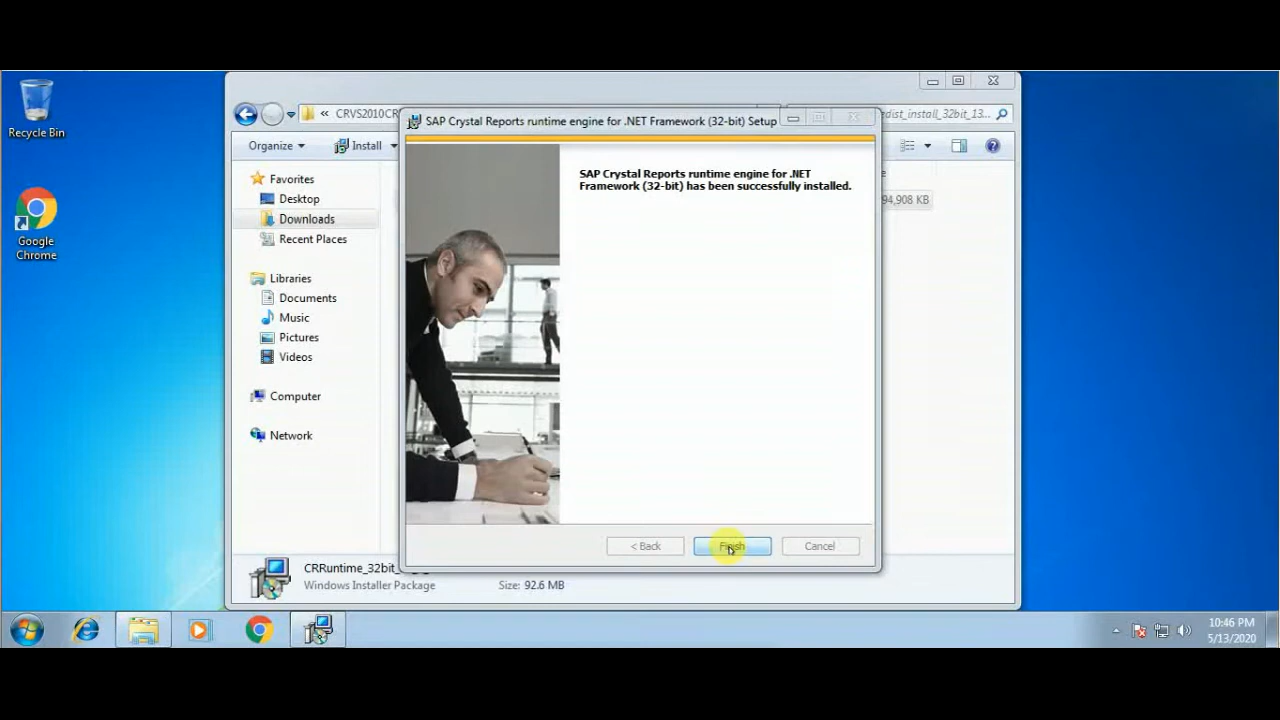 Recycle Bin
Google
Chrome
« CRVS2010CR
edist_install_32bit_13...
SAP Crystal Reports runtime engine for .NET Framework (32-bit) Setup
Organize
Install
Favorites
Desktop
Downloads
Recent Places
Libraries
Documents
Music
Pictures
Videos
Computer
Network
e
94,908 KB
SAP Crystal Reports runtime engine for .NET
Framework (32-bit) has been successfully installed.
< Back
Finish
Cancel
CRRuntime_32bit_
Windows Installer Package
Size: 92.6 MB
10:46 PM
5/13/2020